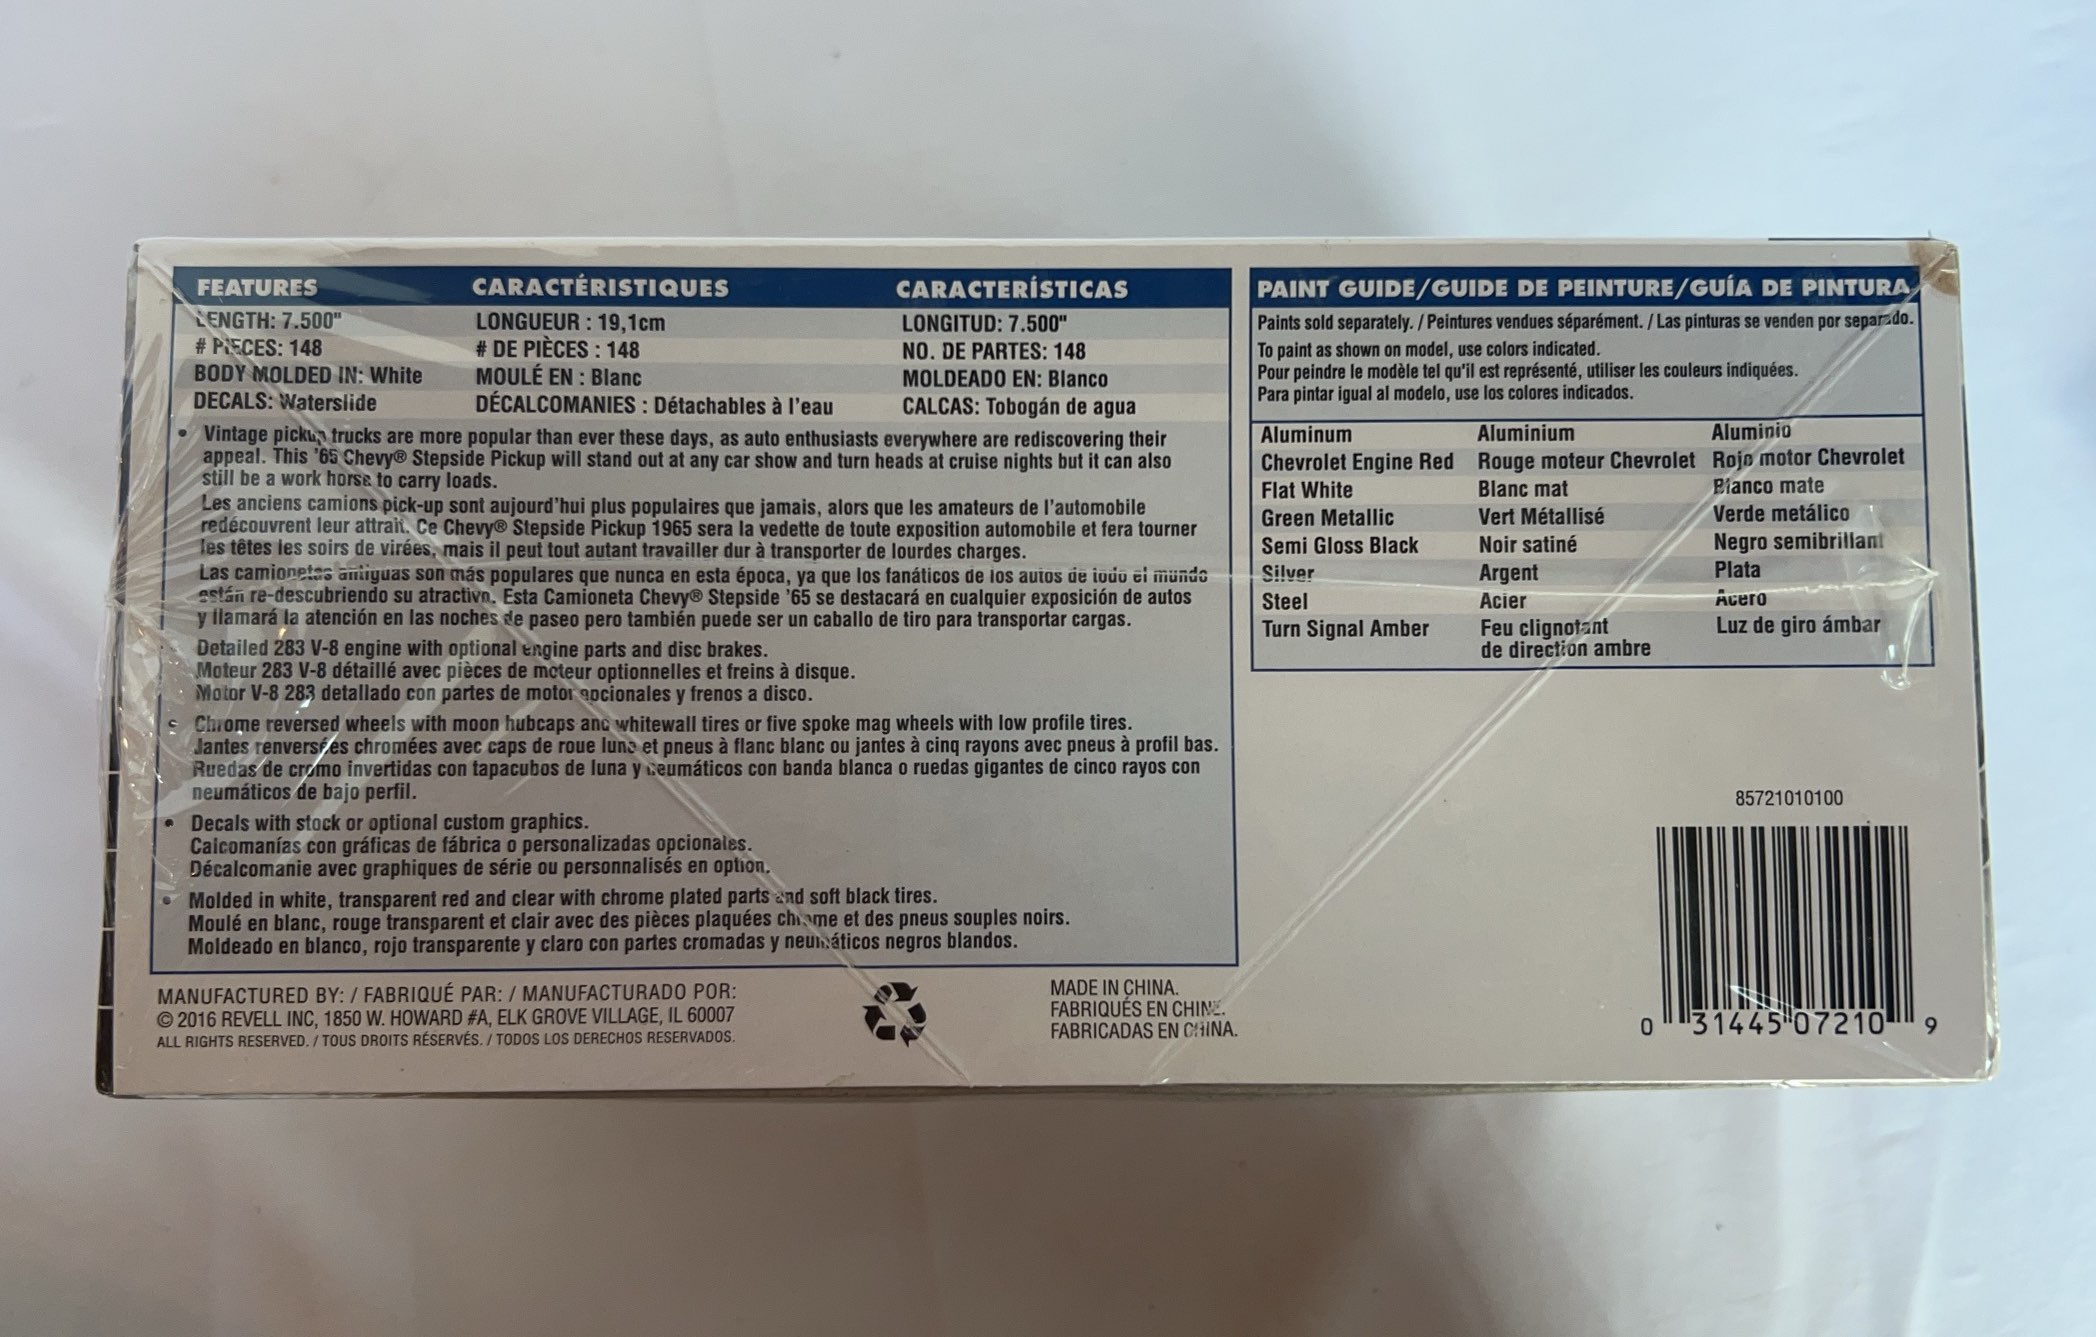 FEATURES CARACTÉRISTIQUES CARACTERÍSTICAS
LENGTH: 7.500" LONGUEUR : 19,1cm LONGITUD: 7.500"
# PIECES: 148 # DE PIÈCES : 148 NO. DE PARTES: 148
BODY MOLDED IN: White MOULÉ EN : Blanc MOLDEADO EN: Blanco
DECALS: Waterslide DÉCALCOMANIES : Détachables à l'eau CALCAS: Tobogán de agua
• Vintage pickup trucks are more popular than ever these days, as auto enthusiasts everywhere are rediscovering their
appeal. This '65 Chevy® Stepside Pickup will stand out at any car show and turn heads at cruise nights but it can also
still be a work horse to carry loads.
Les anciens camions pick-up sont aujourd'hui plus populaires que jamais, alors que les amateurs de l'automobile
redécouvrent leur attrait. Ce Chevy® Stepside Pickup 1965 sera la vedette de toute exposition automobile et fera tourner
les têtes les soirs de virées, mais il peut tout autant travailler dur à transporter de lourdes charges.
Las camionetas antiguas son más populares que nunca en esta época, ya que los fanáticos de los autos de todo el mundo
están re-descubriendo su atractivo. Esta Camioneta Chevy® Stepside '65 se destacará en cualquier exposición de autos
y llamará la atención en las noches de paseo pero también puede ser un caballo de tiro para transportar cargas.
• Detailed 283 V-8 engine with optional engine parts and disc brakes.
Moteur 283 V-8 détaillé avec pièces de moteur optionnelles et freins à disque.
Motor V-8 283 detallado con partes de motor opcionales y frenos a disco.
• Chrome reversed wheels with moon hubcaps and whitewall tires or five spoke mag wheels with low profile tires.
Jantes renversées chromées avec caps de roue lune et pneus à flanc blanc ou jantes à cinq rayons avec pneus à profil bas.
Ruedas de cromo invertidas con tapacubos de luna y neumáticos con banda blanca o ruedas gigantes de cinco rayos con
neumáticos de bajo perfil.
• Decals with stock or optional custom graphics.
Calcomanías con gráficas de fábrica o personalizadas opcionales.
Décalcomanie avec graphiques de série ou personnalisés en option.
• Molded in white, transparent red and clear with chrome plated parts and soft black tires.
Moulé en blanc, rouge transparent et clair avec des pièces plaquées chrome et des pneus souples noirs.
Moldeado en blanco, rojo transparente y claro con partes cromadas y neumáticos negros blandos.
MANUFACTURED BY: / FABRIQUÉ PAR: / MANUFACTURADO POR:
© 2016 REVELL INC, 1850 W. HOWARD #A, ELK GROVE VILLAGE, IL 60007
ALL RIGHTS RESERVED. / TOUS DROITS RÉSERVÉS. / TODOS LOS DERECHOS RESERVADOS.
MADE IN CHINA.
FABRIQUÉS EN CHINE.
FABRICADAS EN CHINA.
PAINT GUIDE/GUIDE DE PEINTURE/GUÍA DE PINTURA
Paints sold separately. / Peintures vendues séparément. / Las pinturas se venden por separado.
To paint as shown on model, use colors indicated.
Pour peindre le modèle tel qu'il est représenté, utiliser les couleurs indiquées.
Para pintar igual al modelo, use los colores indicados.
Aluminum Aluminium Aluminio
Chevrolet Engine Red Rouge moteur Chevrolet Rojo motor Chevrolet
Flat White Blanc mat Blanco mate
Green Metallic Vert Métallisé Verde metálico
Semi Gloss Black Noir satiné Negro semibrillant
Silver Argent Plata
Steel Acier Acero
Turn Signal Amber Feu clignotant Luz de giro ámbar
de direction ambre
85721010100
0 31445 07210 9